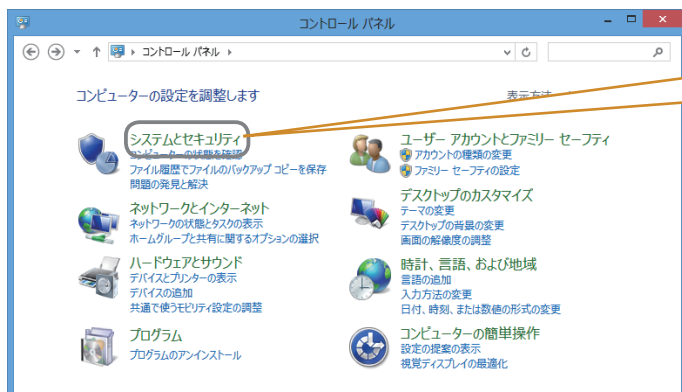 コントロール パネル
コントロール パネル
コンピューターの設定を調整します
表示方法
システムとセキュリティ
コンピューターの状態を確認
ファイル履歴でファイルのバックアップ コピーを保存
問題の発見と解決
ネットワークとインターネット
ネットワークの状態とタスクの表示
ホームグループと共有に関するオプションの選択
ハードウェアとサウンド
デバイスとプリンターの表示
デバイスの追加
共通で使うモビリティ設定の調整
プログラム
プログラムのアンインストール
ユーザー アカウントとファミリー セーフティ
アカウントの種類の変更
ファミリー セーフティの設定
デスクトップのカスタマイズ
テーマの変更
デスクトップの背景の変更
画面の解像度の調整
時計、言語、および地域
言語の追加
入力方法の変更
日付、時刻、または数値の形式の変更
コンピューターの簡単操作
設定の提案の表示
視覚ディスプレイの最適化